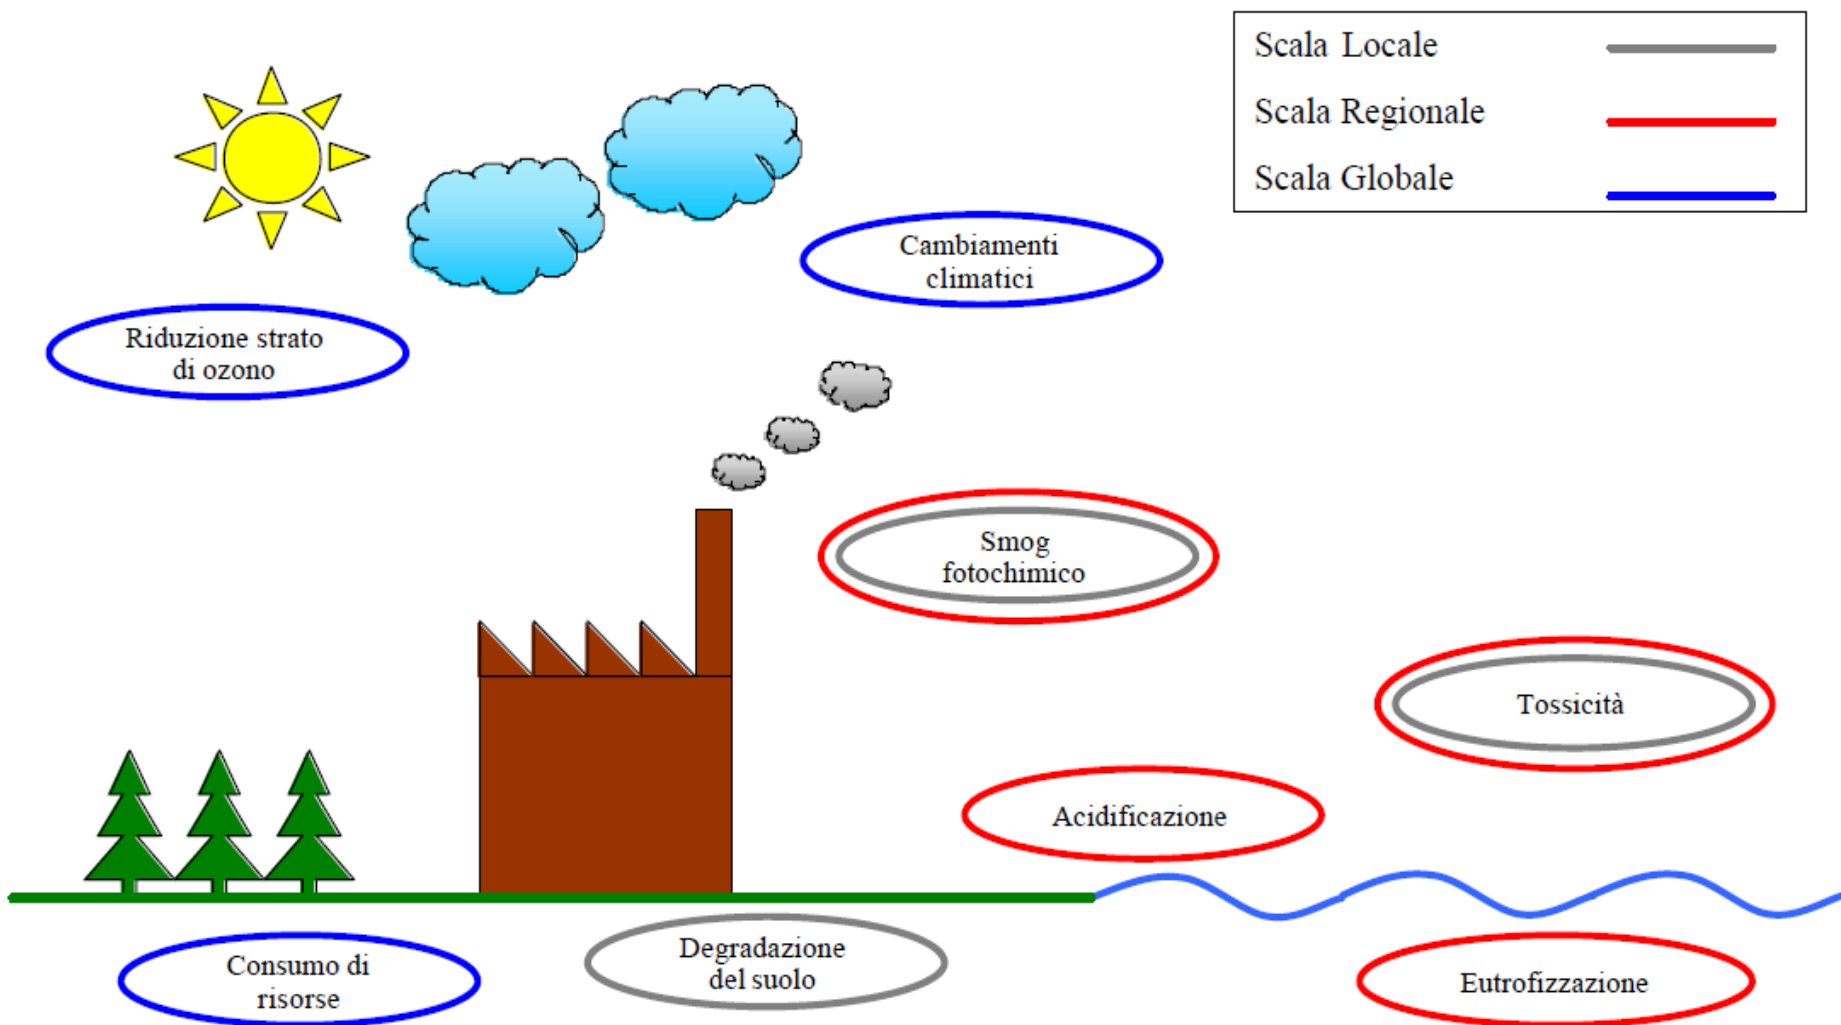 Scala Locale
Scala Regionale
Scala Globale
Cambiamenti
climatici
Riduzione strato
di ozono
Smog
fotochimico
Tossicità
Acidificazione
Degradazione
del suolo
Consumo di
risorse
Eutrofizzazione